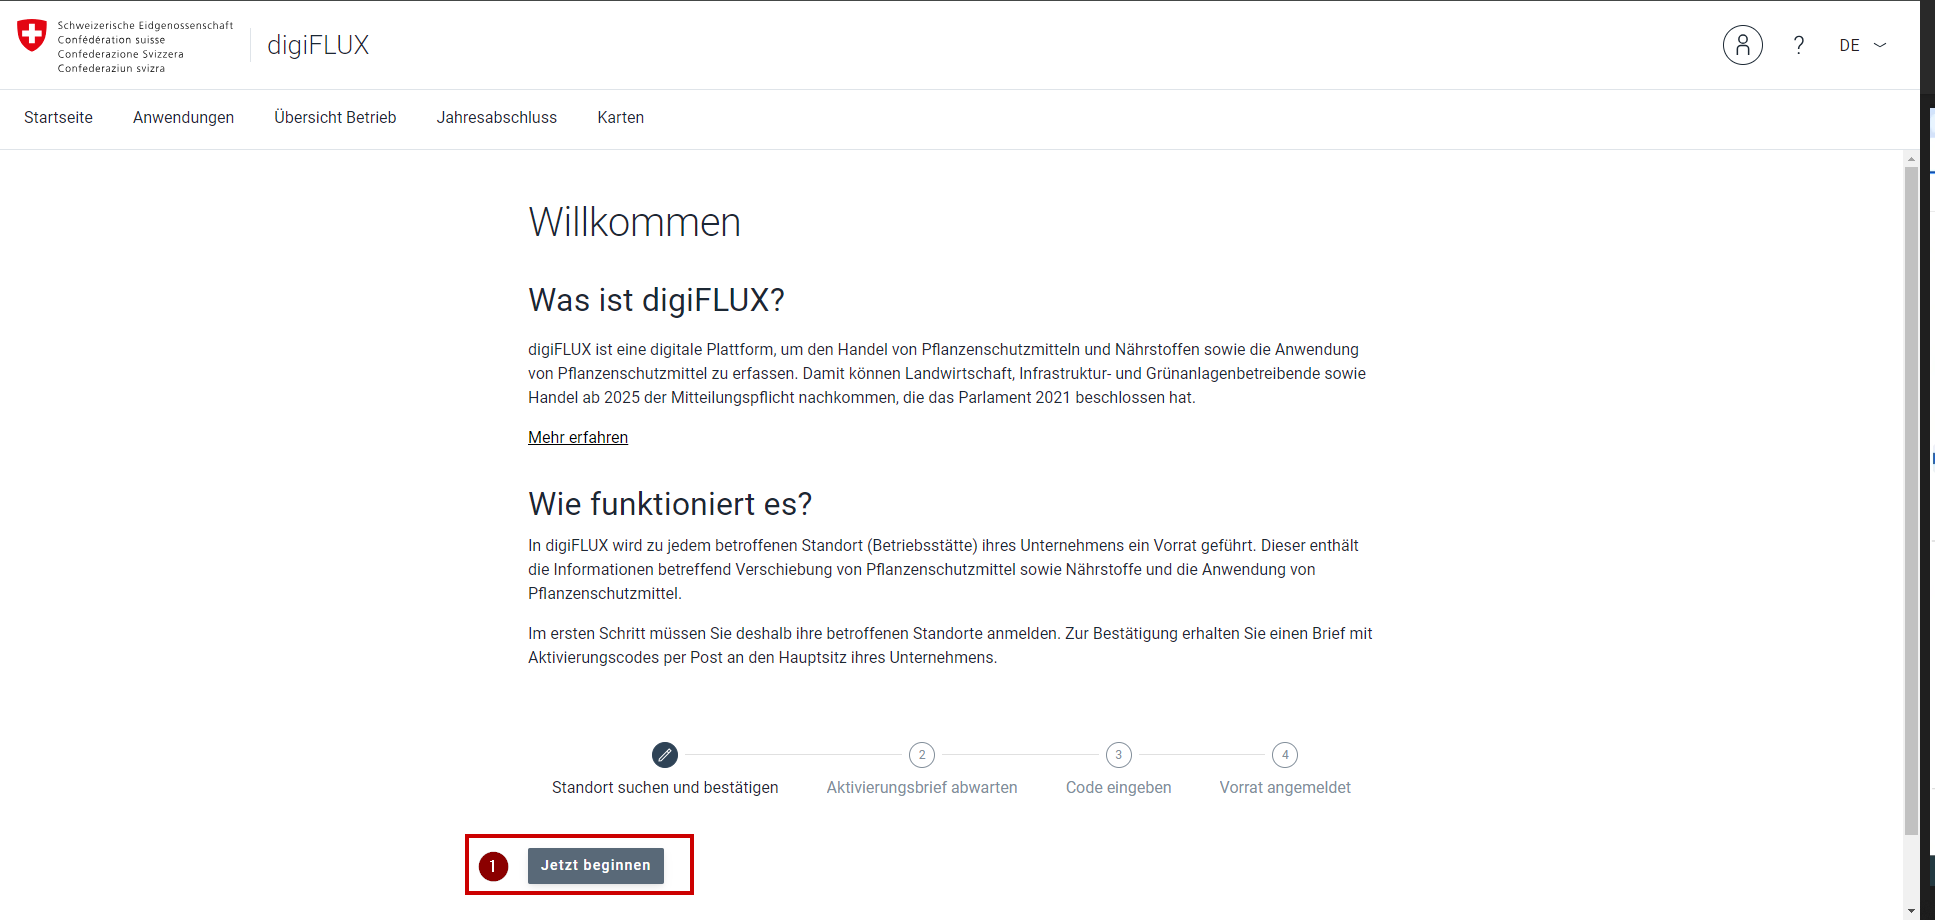 Schweizerische Eidgenossenschaft
Confédération suisse
Confederazione Svizzera
Confederaziun svizra
digiFLUX
?
DE
Startseite
Anwendungen
Übersicht Betrieb
Jahresabschluss
Karten
Willkommen
Was ist digiFLUX?
digiFLUX ist eine digitale Plattform, um den Handel von Pflanzenschutzmitteln und Nährstoffen sowie die Anwendung
von Pflanzenschutzmittel zu erfassen. Damit können Landwirtschaft, Infrastruktur- und Grünanlagenbetreibende sowie
Handel ab 2025 der Mitteilungspflicht nachkommen, die das Parlament 2021 beschlossen hat.
Mehr erfahren
Wie funktioniert es?
In digiFLUX wird zu jedem betroffenen Standort (Betriebsstätte) ihres Unternehmens ein Vorrat geführt. Dieser enthält
die Informationen betreffend Verschiebung von Pflanzenschutzmittel sowie Nährstoffe und die Anwendung von
Pflanzenschutzmittel.
Im ersten Schritt müssen Sie deshalb ihre betroffenen Standorte anmelden. Zur Bestätigung erhalten Sie einen Brief mit
Aktivierungscodes per Post an den Hauptsitz ihres Unternehmens.
2
3
4
Standort suchen und bestätigen
Aktivierungsbrief abwarten
Code eingeben
Vorrat angemeldet
1
Jetzt beginnen